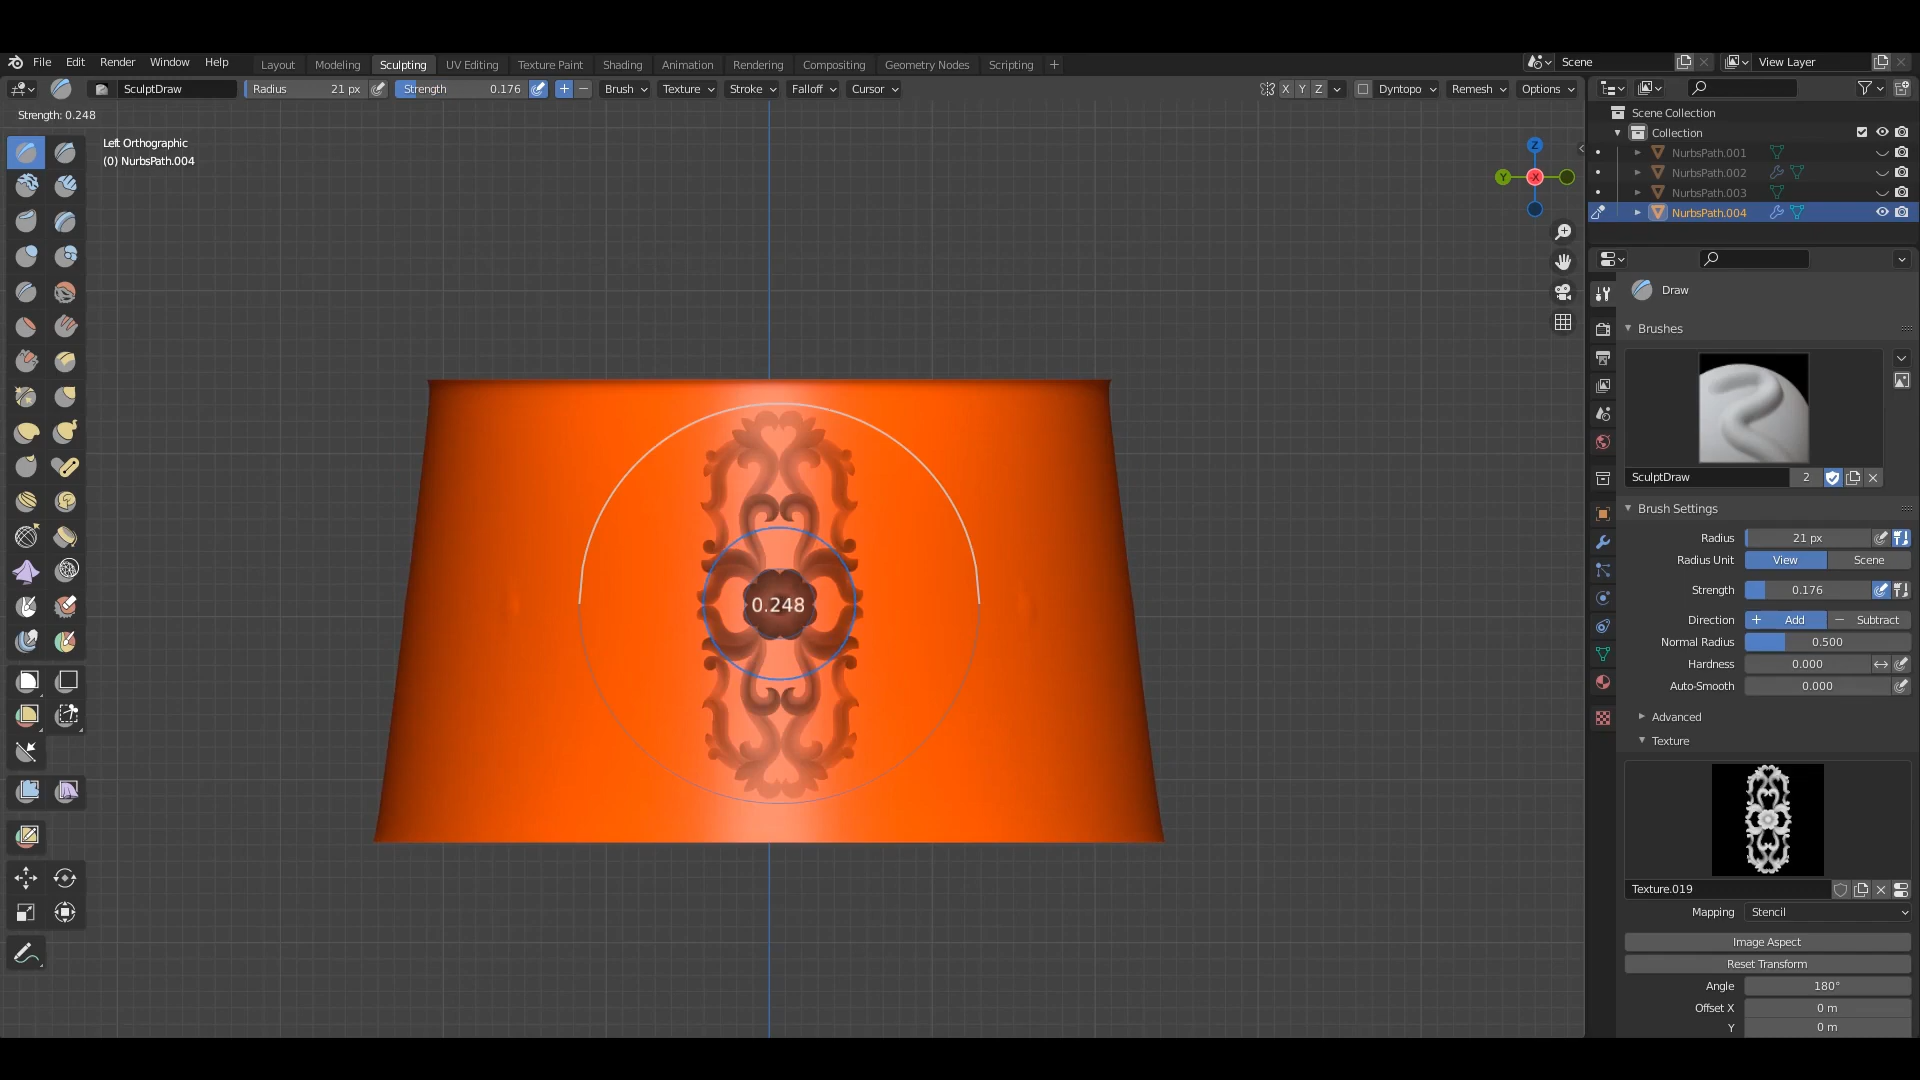 File Edit Render Window Help
Layout Modeling Sculpting UV Editing Texture Paint Shading Animation Rendering Compositing Geometry Nodes Scripting +
Scene
View Layer
SculptDraw Radius 21 px Strength 0.176 Brush Texture Stroke Falloff Cursor
X Y Z Dyntopo Remesh Options
Strength: 0.248
Left Orthographic
(0) NurbsPath.004
Z
Y
X
0.248
Scene Collection
Collection
NurbsPath.001
NurbsPath.002
NurbsPath.003
NurbsPath.004
Draw
Brushes
SculptDraw 2
Brush Settings
Radius 21 px
Radius Unit View Scene
Strength 0.176
Direction + Add − Subtract
Normal Radius 0.500
Hardness 0.000
Auto-Smooth 0.000
Advanced
Texture
Texture.019
Mapping Stencil
Image Aspect
Reset Transform
Angle 180°
Offset X 0 m
Y 0 m